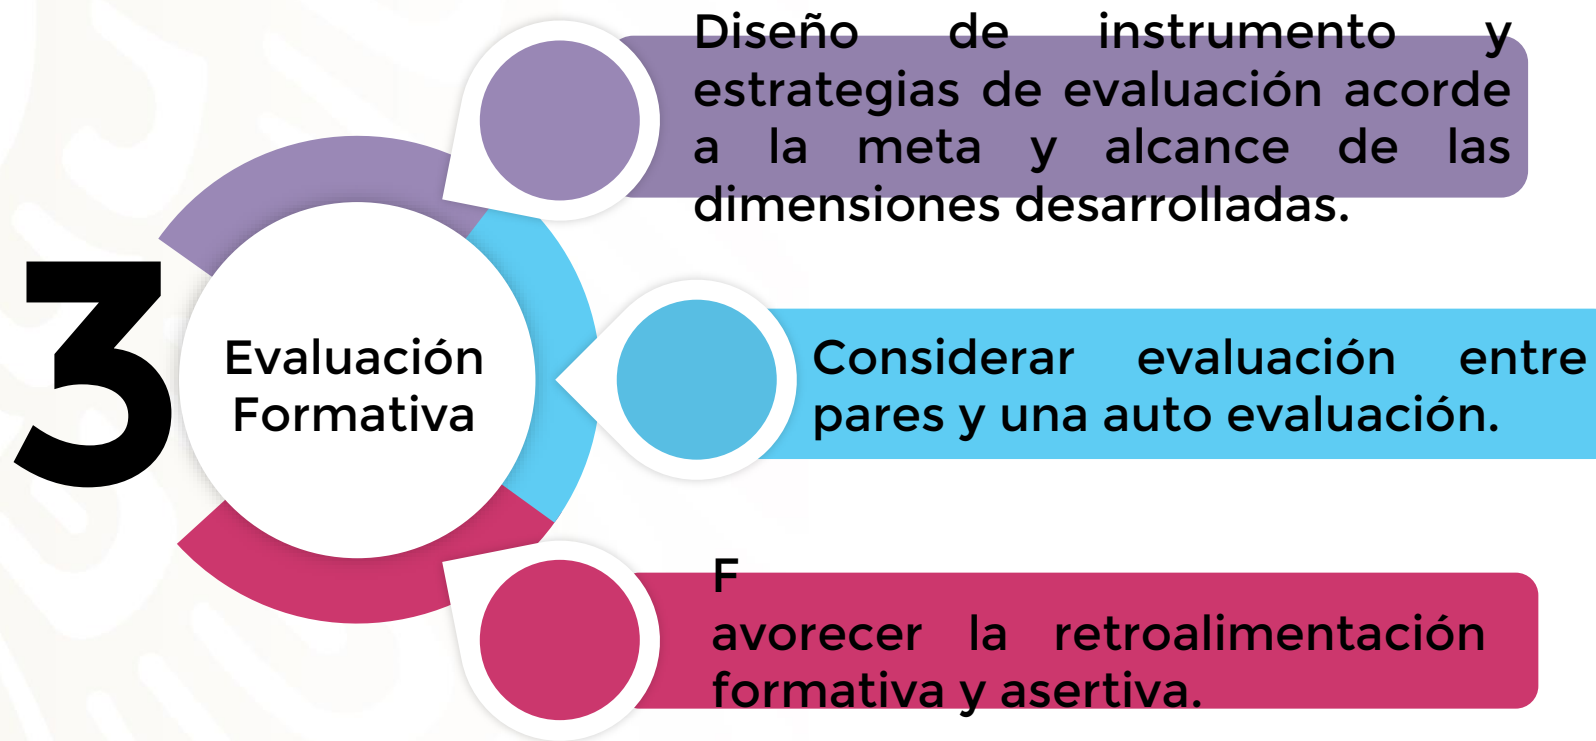 3
Evaluación
Formativa
Diseño de instrumento y
estrategias de evaluación acorde
a la meta y alcance de las
dimensiones desarrolladas.
Considerar evaluación entre
pares y una auto evaluación.
F
avorecer la retroalimentación
formativa y asertiva.